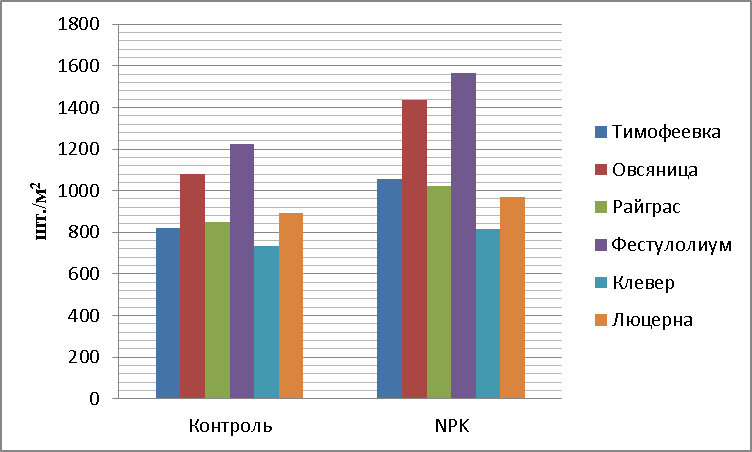 1800
1600
1400
1200
1000
800
600
400
200
0
шт./м²
Контроль
NPK
Тимофеевка
Овсяница
Райграс
Фестулолиум
Клевер
Люцерна